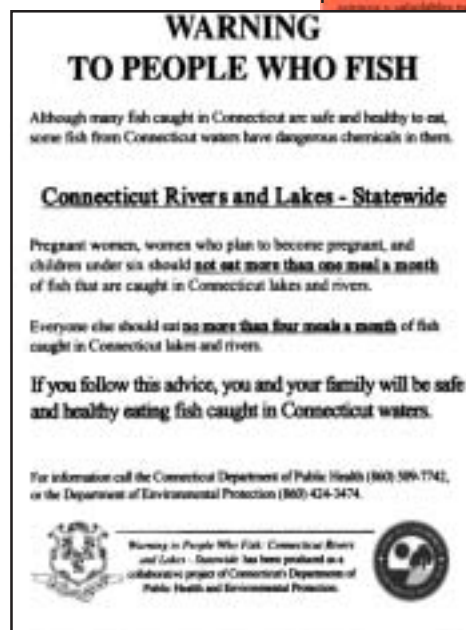 WARNING
TO PEOPLE WHO FISH
Although many fish caught in Connecticut are safe and healthy to eat,
some fish from Connecticut waters have dangerous chemicals in them.
Connecticut Rivers and Lakes - Statewide
Pregnant women, women who plan to become pregnant, and
children under six should not eat more than one meal a month
of fish that are caught in Connecticut lakes and rivers.
Everyone else should eat no more than four meals a month of fish
caught in Connecticut lakes and rivers.
If you follow this advice, you and your family will be safe
and healthy eating fish caught in Connecticut waters.
For information call the Connecticut Department of Public Health (860) 509-7742,
or the Department of Environmental Protection (860) 424-3474.
Warning to People Who Fish: Connecticut Rivers
and Lakes - Statewide has been produced as a
collaborative project of Connecticut's Departments of
Public Health and Environmental Protection.